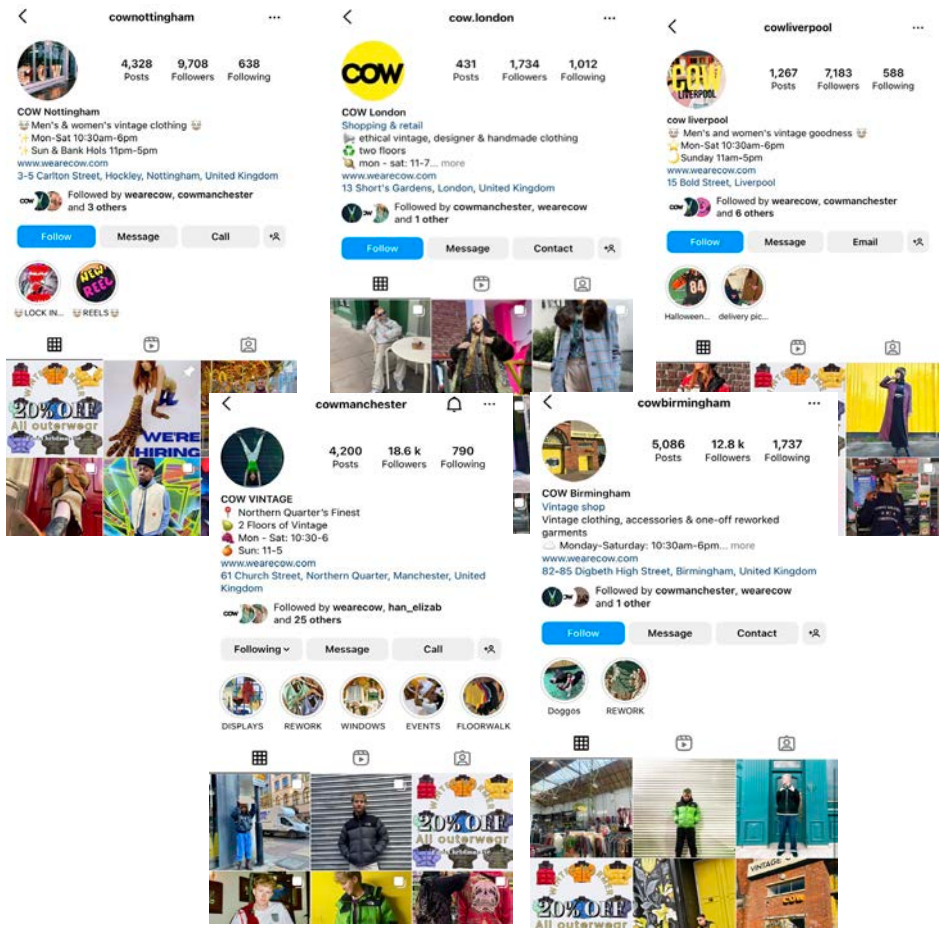 cownottingham
4,328 9,708 638
Posts Followers Following
COW Nottingham
Men's & women's vintage clothing
Mon-Sat 10:30am-6pm
Sun & Bank Hols 11pm-5pm
www.wearecow.com
3-5 Carlton Street, Hockley, Nottingham, United Kingdom
Followed by wearecow, cowmanchester
and 3 others
Follow Message Call
LOCK IN... REELS
NEW REEL
20% OFF
All outerwear
WE'RE
HIRING
cow.london
COW
431 1,734 1,012
Posts Followers Following
COW London
Shopping & retail
ethical vintage, designer & handmade clothing
two floors
mon - sat: 11-7... more
www.wearecow.com
13 Short's Gardens, London, United Kingdom
Followed by cowmanchester, wearecow
and 1 other
Follow Message Contact
cowliverpool
COW
LIVERPOOL
1,267 7,183 588
Posts Followers Following
cow liverpool
Men's and women's vintage goodness
Mon-Sat 10:30am-6pm
Sunday 11am-5pm
www.wearecow.com
15 Bold Street, Liverpool
Followed by wearecow, cowmanchester
and 6 others
Follow Message Email
84
Halloween... delivery pic...
20% OFF
All outerwear
cowmanchester
4,200 18.6 k 790
Posts Followers Following
COW VINTAGE
Northern Quarter's Finest
2 Floors of Vintage
Mon - Sat: 10:30-6
Sun: 11-5
www.wearecow.com
61 Church Street, Northern Quarter, Manchester, United
Kingdom
Followed by wearecow, han_elizab
and 25 others
Following Message Call
DISPLAYS REWORK WINDOWS EVENTS FLOORWALK
20% OFF
All outerwear
cowbirmingham
5,086 12.8 k 1,737
Posts Followers Following
COW Birmingham
Vintage shop
Vintage clothing, accessories & one-off reworked
garments
Monday-Saturday: 10:30am-6pm... more
www.wearecow.com
82-85 Digbeth High Street, Birmingham, United Kingdom
Followed by cowmanchester, wearecow
and 1 other
Follow Message Contact
Doggos REWORK
20% OFF
All outerwear
VINTAGE
COW